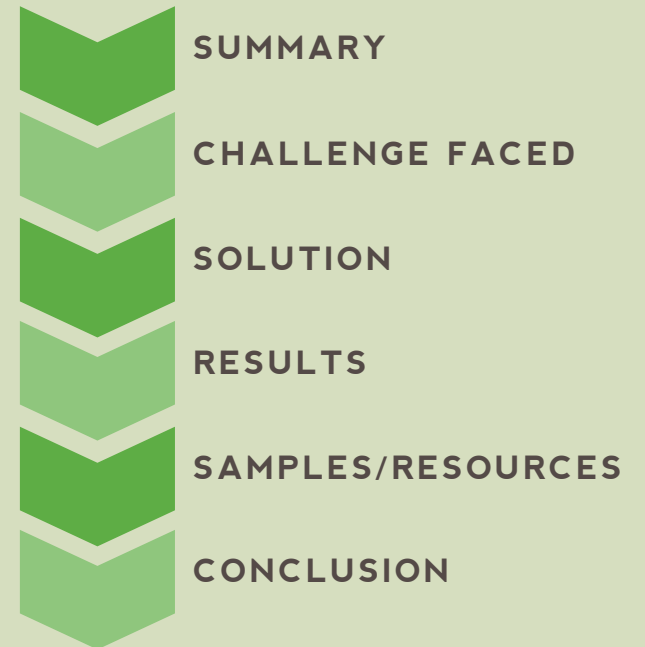 SUMMARY
CHALLENGE FACED
SOLUTION
RESULTS
SAMPLES/RESOURCES
CONCLUSION